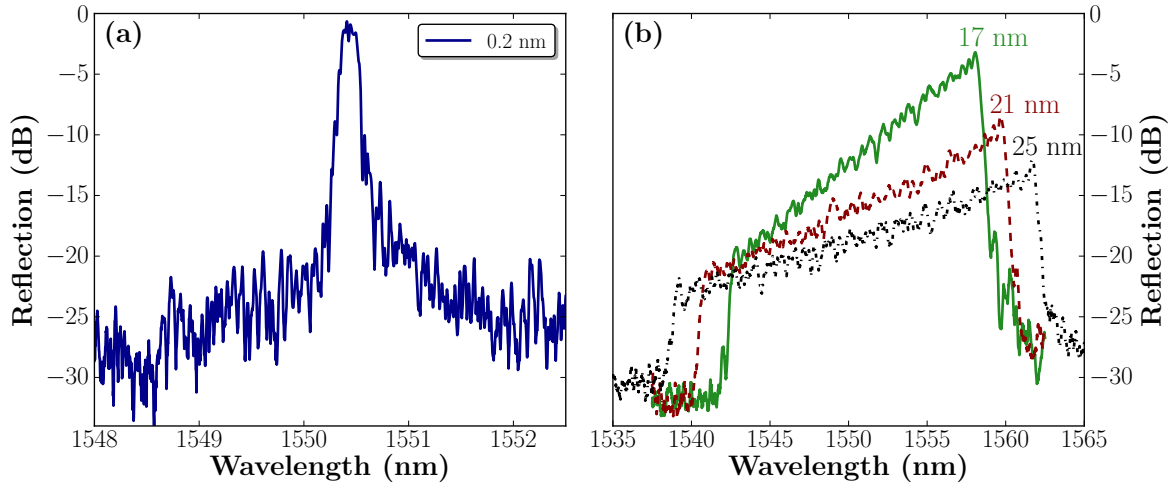 (a)
0.2 nm
0
−5
−10
−15
−20
−25
−30
Reflection (dB)
1548
1549
1550
1551
1552
Wavelength (nm)
(b)
17 nm
21 nm
25 nm
0
−5
−10
−15
−20
−25
−30
Reflection (dB)
1535
1540
1545
1550
1555
1560
1565
Wavelength (nm)